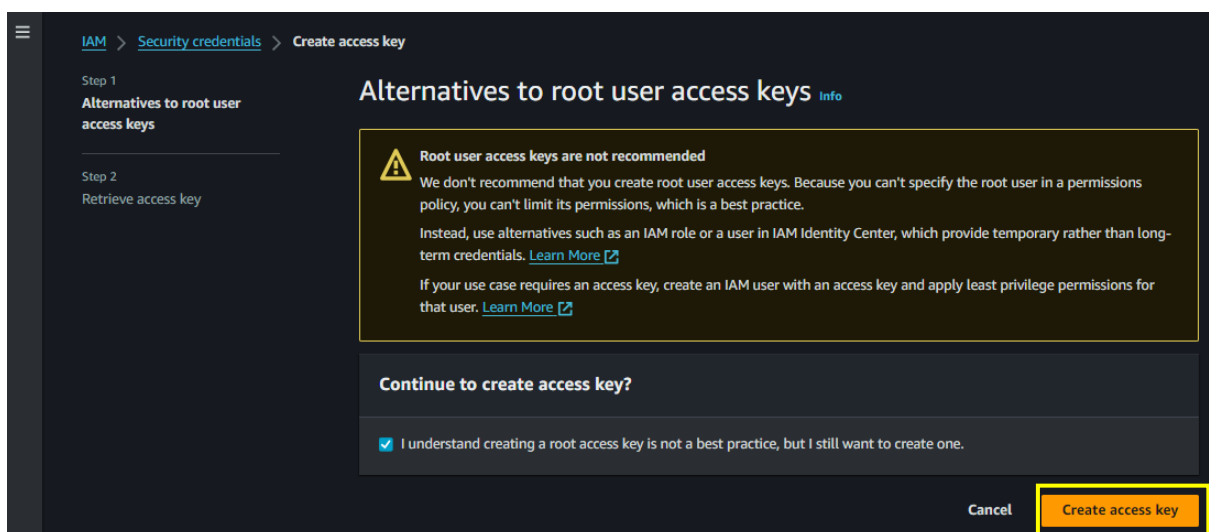 IAM > Security credentials > Create access key
Step 1
Alternatives to root user
access keys
Step 2
Retrieve access key
Alternatives to root user access keys Info
Root user access keys are not recommended
We don't recommend that you create root user access keys. Because you can't specify the root user in a permissions
policy, you can't limit its permissions, which is a best practice.
Instead, use alternatives such as an IAM role or a user in IAM Identity Center, which provide temporary rather than long-
term credentials. Learn More
If your use case requires an access key, create an IAM user with an access key and apply least privilege permissions for
that user. Learn More
Continue to create access key?
I understand creating a root access key is not a best practice, but I still want to create one.
Cancel
Create access key